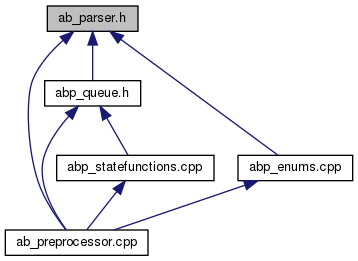 ab_parser.h
abp_queue.h
abp_statefunctions.cpp
abp_enums.cpp
ab_preprocessor.cpp